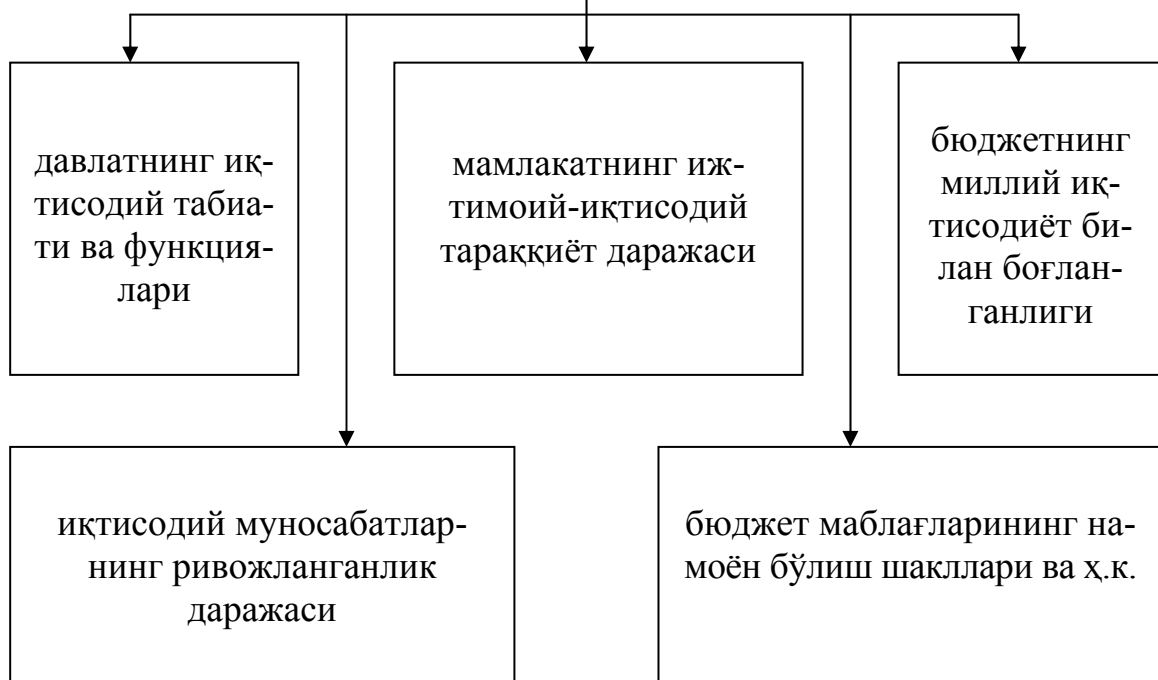 давлатнинг иқ-
тисодий табиа-
ти ва функция-
лари
мамлакатнинг иж-
тимоий-иқтисодий
тараққиёт даражаси
бюджетнинг
миллий иқ-
тисодиёт би-
лан боғлан-
ганлиги
иқтисодий муносабатлар-
нинг ривожланганлик
даражаси
бюджет маблағларининг на-
моён бўлиш шакллари ва ҳ.к.